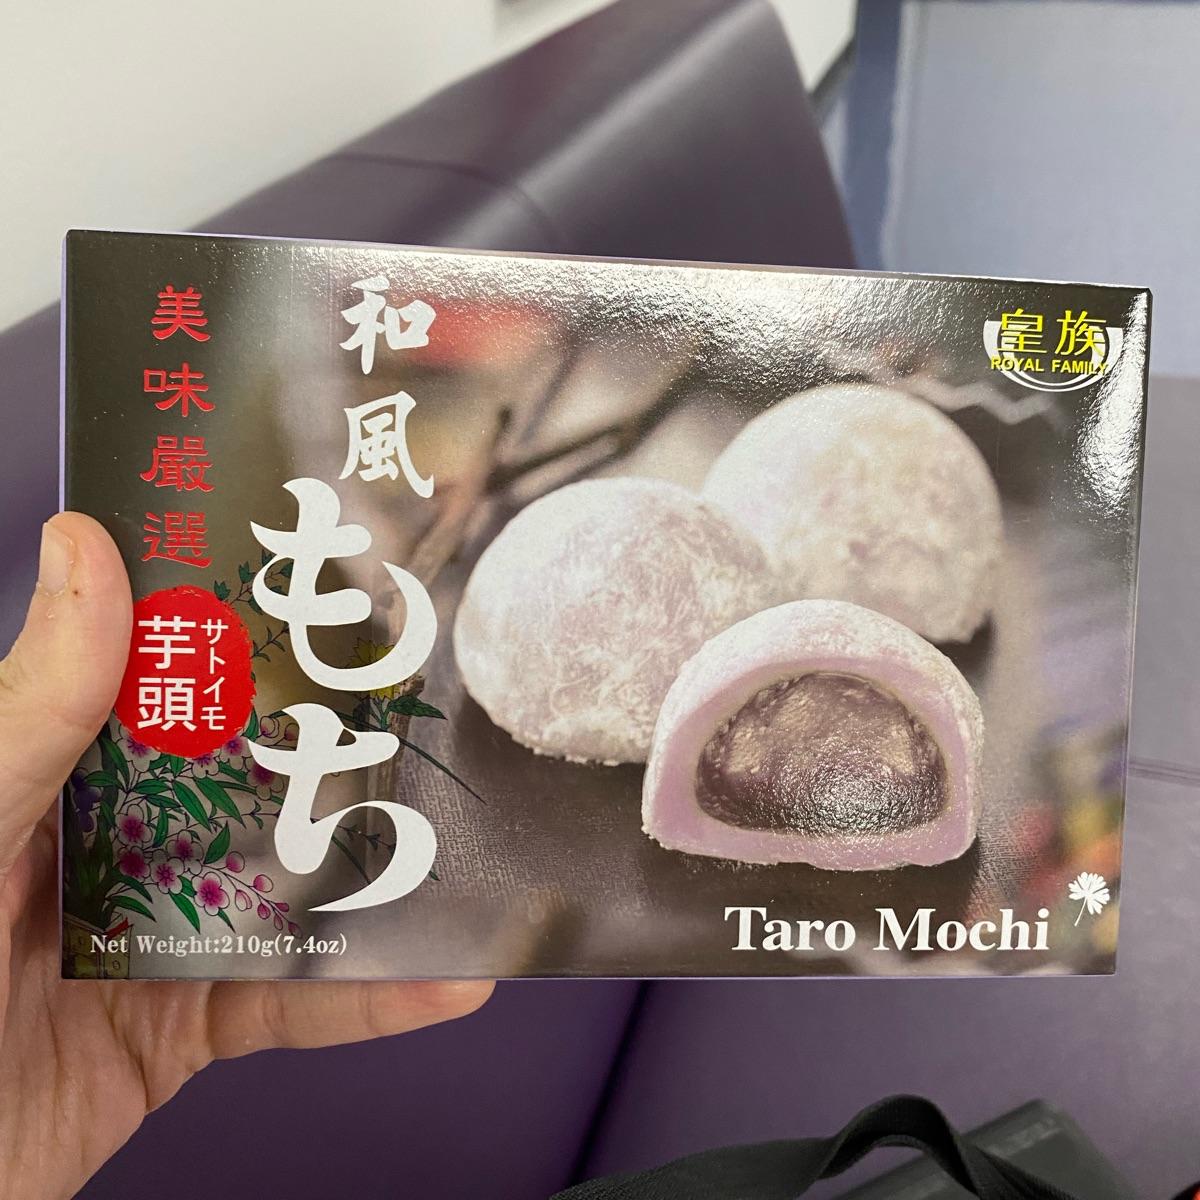 美味嚴選
芋頭
サトイモ
和風
もち
皇族
ROYAL FAMILY
Taro Mochi
Net Weight:210g(7.4oz)